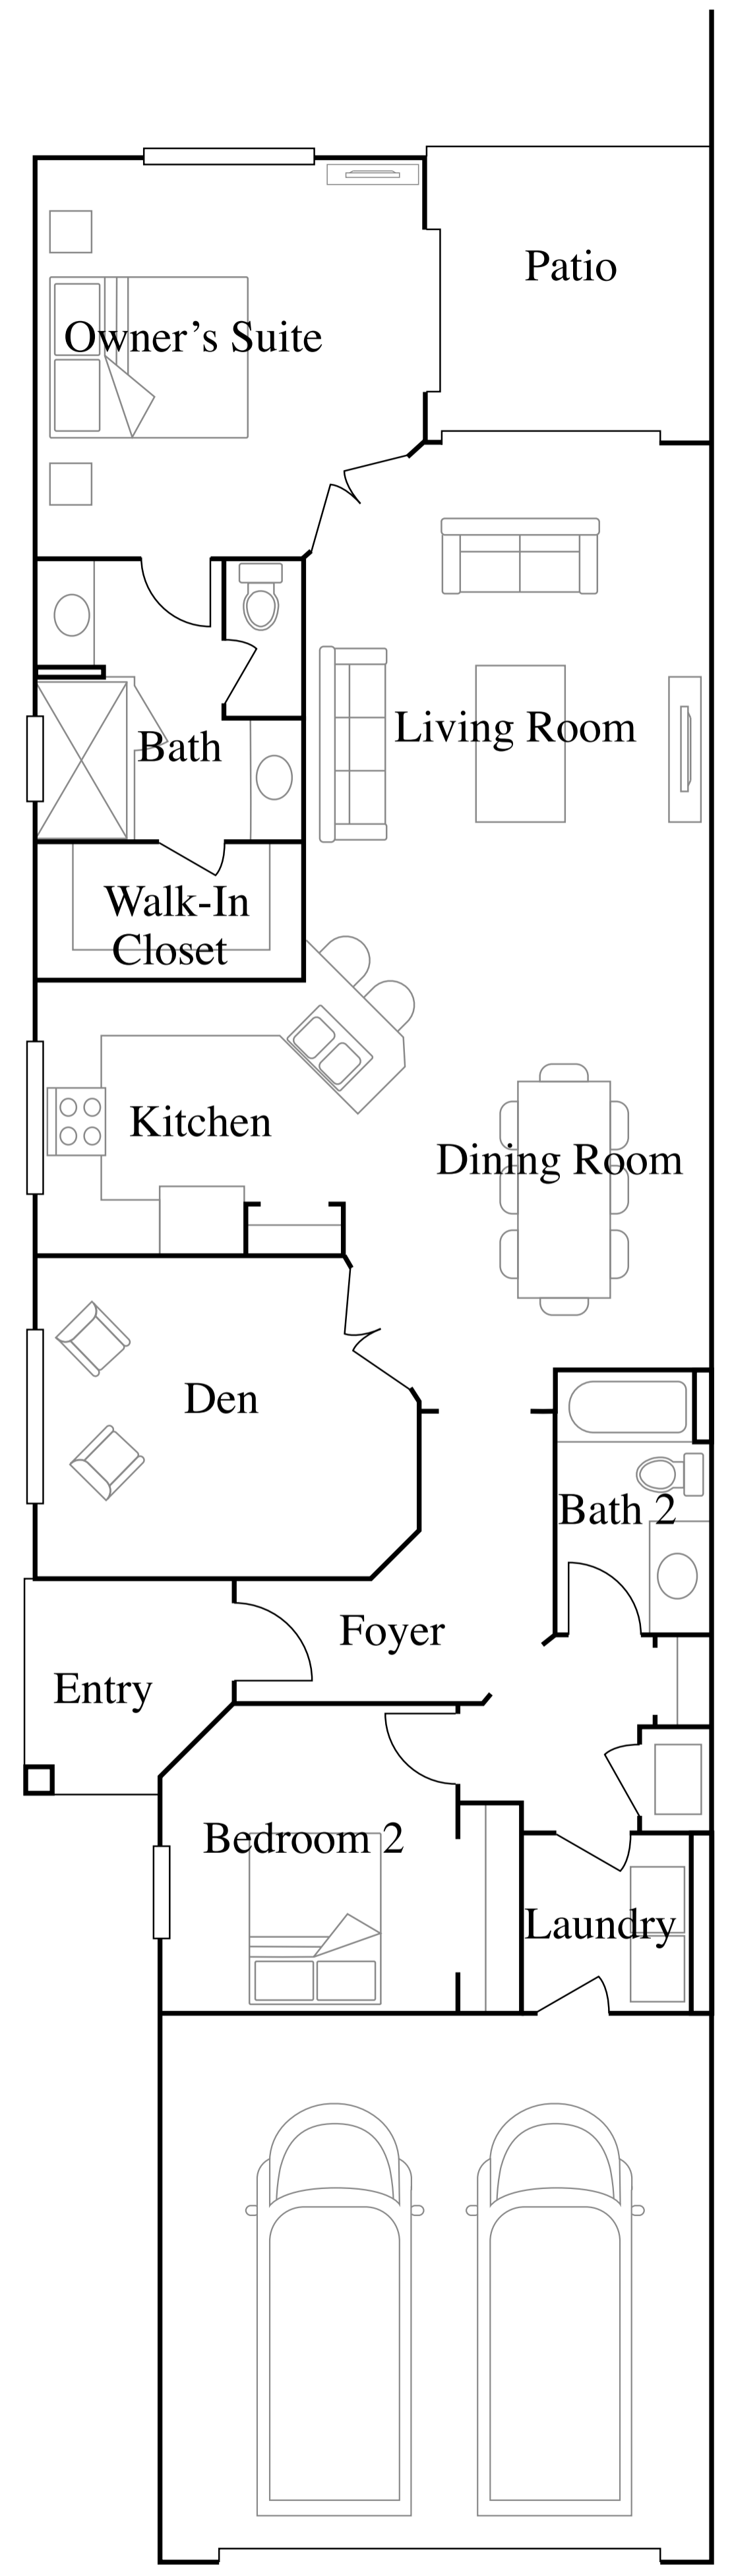 Patio
Owner’s Suite
Living Room
Bath
Walk-In
Closet
Kitchen
Dining Room
Den
Bath 2
Foyer
Entry
Bedroom 2
Laundry